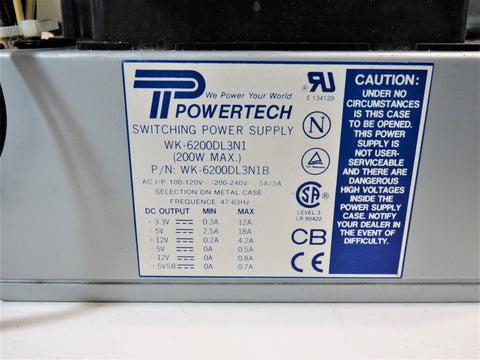 We Power Your World
POWERTECH
SWITCHING POWER SUPPLY
WK-6200DL3N1
(200W MAX.)
P/N: WK-6200DL3N1B
AC I/P 100-120V~/200-240V~, 5A/3A
SELECTION ON METAL CASE
FREQUENCY: 47-63Hz
DC OUTPUT MIN MAX
+3.3V 0.3A 12A
+5V 2.5A 18A
+12V 0.2A 4.2A
-5V 0A 0.5A
-12V 0A 0.8A
+5VSB 0A 0.7A
E134129
N
SA
LEVEL 3
LR 80422
CB
CE
CAUTION:
UNDER NO
CIRCUMSTANCES
IS THIS CASE
TO BE OPENED.
THIS POWER
SUPPLY IS
NOT USER-
SERVICEABLE
AND THERE ARE
DANGEROUS
HIGH VOLTAGES
INSIDE THE
POWER SUPPLY
CASE. NOTIFY
YOUR DEALER IN
THE EVENT OF
DIFFICULTY.